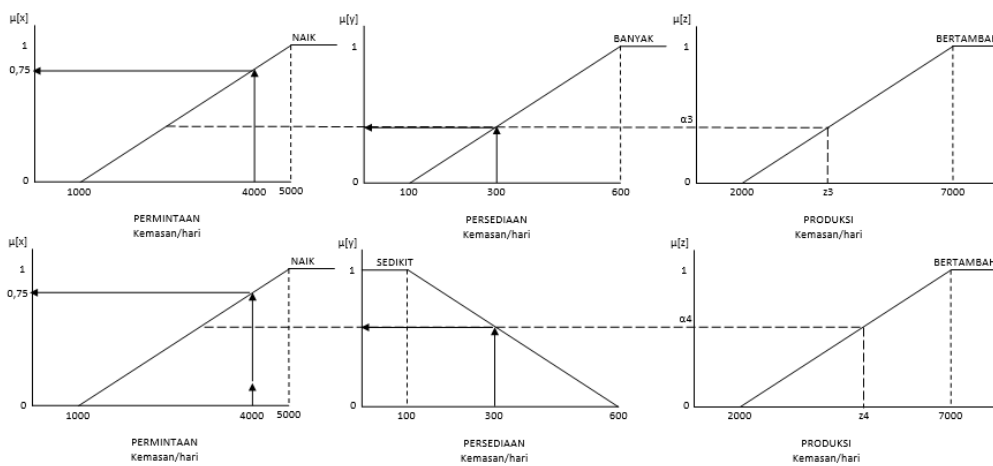 μ[x]
NAIK
1
0,75
0
1000
4000
5000
PERMINTAAN
Kemasan/hari
μ[y]
BANYAK
1
0
100
300
600
PERSEDIAAN
Kemasan/hari
μ[z]
BERTAMBAH
1
α3
0
2000
z3
7000
PRODUKSI
Kemasan/hari
μ[x]
NAIK
1
0,75
0
1000
4000
5000
PERMINTAAN
Kemasan/hari
μ[y]
SEDIKIT
1
0
100
300
600
PERSEDIAAN
Kemasan/hari
μ[z]
BERTAMBAH
1
α4
0
2000
z4
7000
PRODUKSI
Kemasan/hari